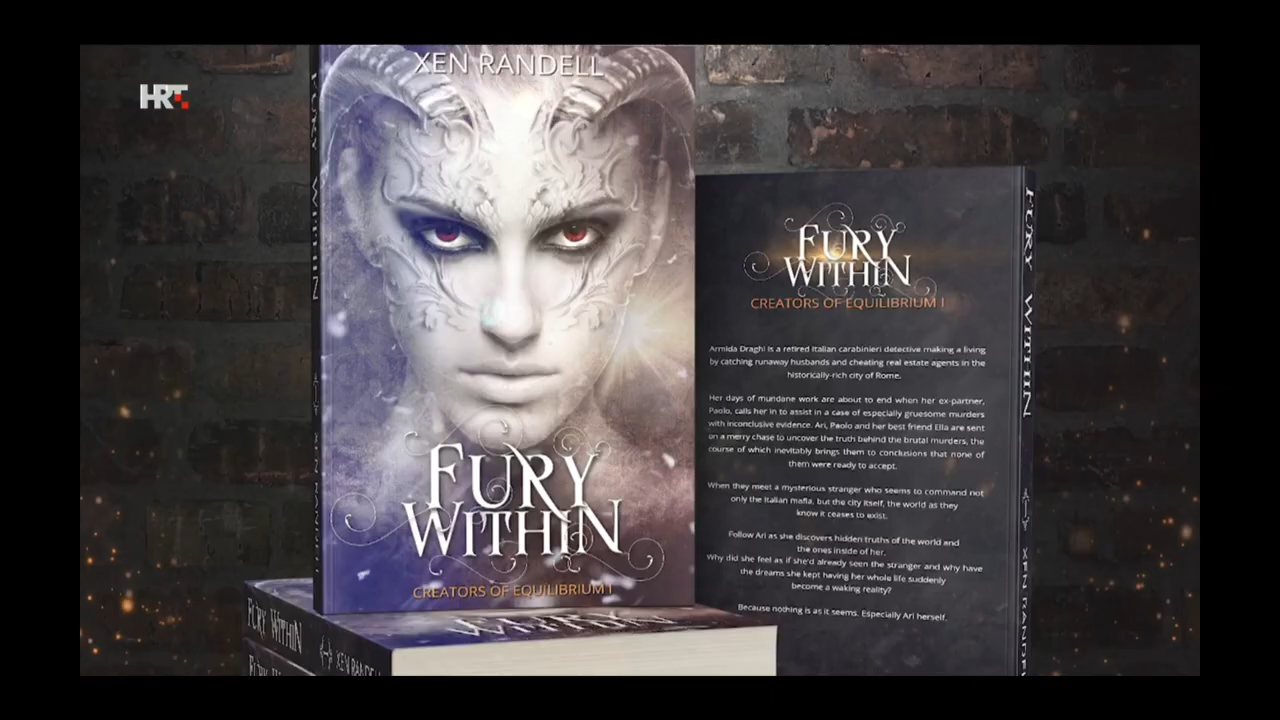 HRT
XEN RANDELL
FURY
WITHIN
CREATORS OF EQUILIBRIUM I
FURY WITHIN
FURY
WITHIN
CREATORS OF EQUILIBRIUM I
Armida Draghi is a retired Italian carabinieri detective making a living
by catching runaway husbands and cheating real estate agents in the
historically-rich city of Rome.
Her days of mundane work are about to end when her ex-partner,
Paolo, calls her in to assist in a case of especially gruesome murders
with inconclusive evidence. Ari, Paolo and her best friend Ella are sent
on a merry chase to uncover the truth behind the brutal murders, the
course of which inevitably brings them to conclusions that none of
them were ready to accept.
When they meet a mysterious stranger who seems to command not
only the Italian mafia, but the city itself, the world as they
know it ceases to exist.
Follow Ari as she discovers hidden truths of the world and
the ones inside of her.
Why did she feel as if she'd already seen the stranger and why have
the dreams she kept having her whole life suddenly
become a waking reality?
Because nothing is as it seems. Especially Ari herself.
FURY WITHIN XEN RANDELL
FURY WITHIN XEN RANDELL
FURY
WITHIN